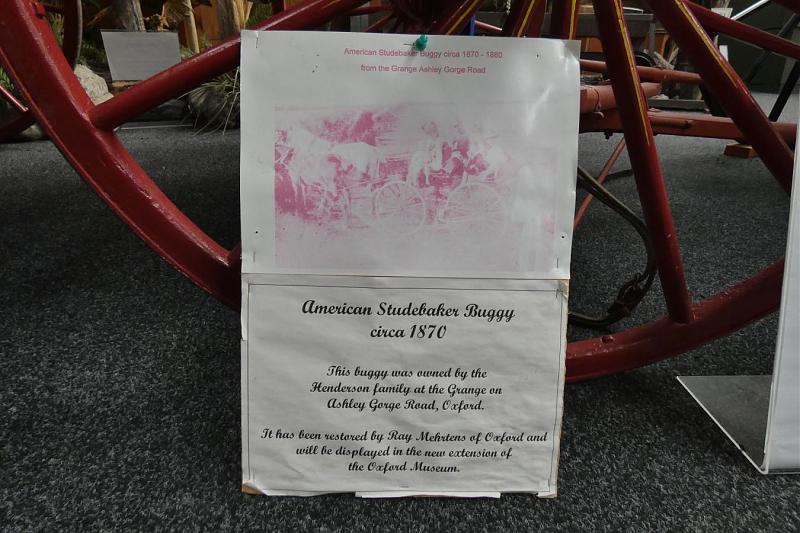 American Studebaker Buggy circa 1870 - 1880
from the Grange Ashley Gorge Road
American Studebaker Buggy
circa 1870
This buggy was owned by the
Henderson family at the Grange on
Ashley Gorge Road, Oxford.
It has been restored by Ray Mehrtens of Oxford and
will be displayed in the new extension of
the Oxford Museum.